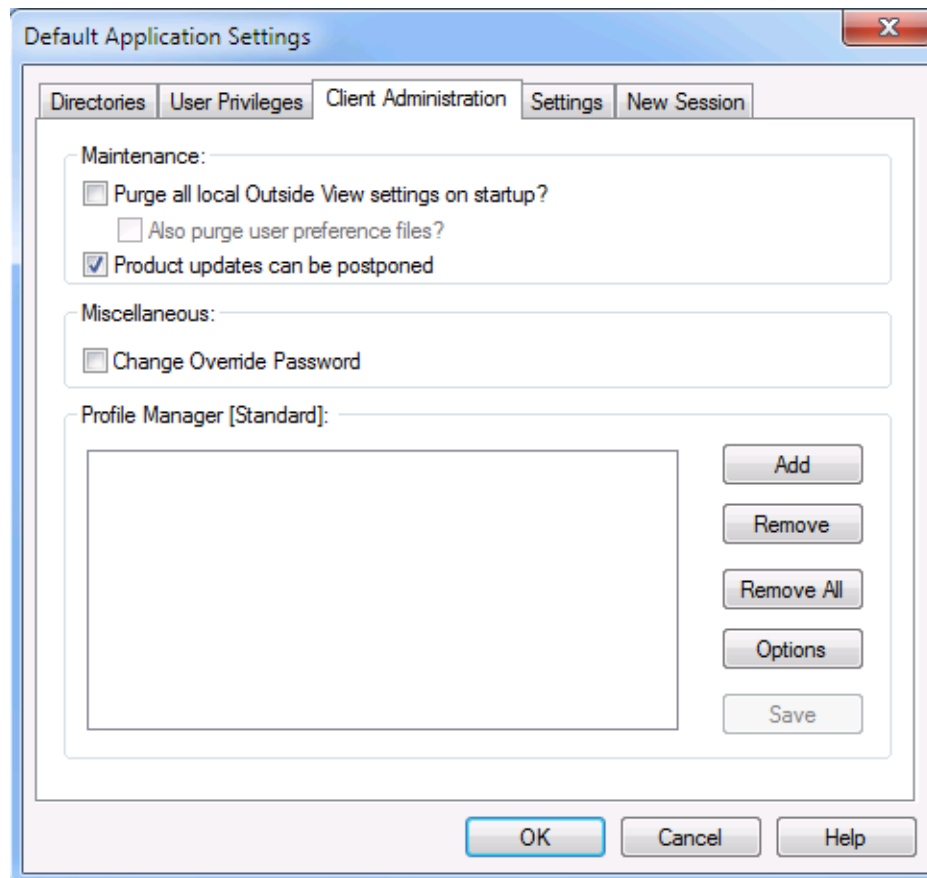 Default Application Settings
Directories User Privileges Client Administration Settings New Session
Maintenance:
Purge all local Outside View settings on startup?
Also purge user preference files?
Product updates can be postponed
Miscellaneous:
Change Override Password
Profile Manager [Standard]:
Add
Remove
Remove All
Options
Save
OK Cancel Help